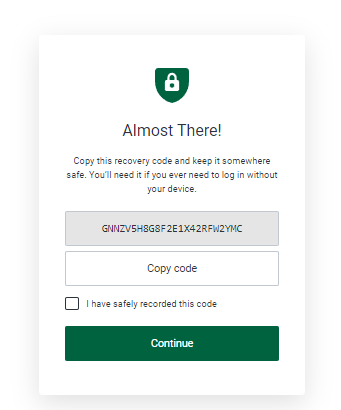 Almost There!
Copy this recovery code and keep it somewhere
safe. You'll need it if you ever need to log in without
your device.
GNNZV5H8G8F2E1X42RFW2YMC
Copy code
I have safely recorded this code
Continue